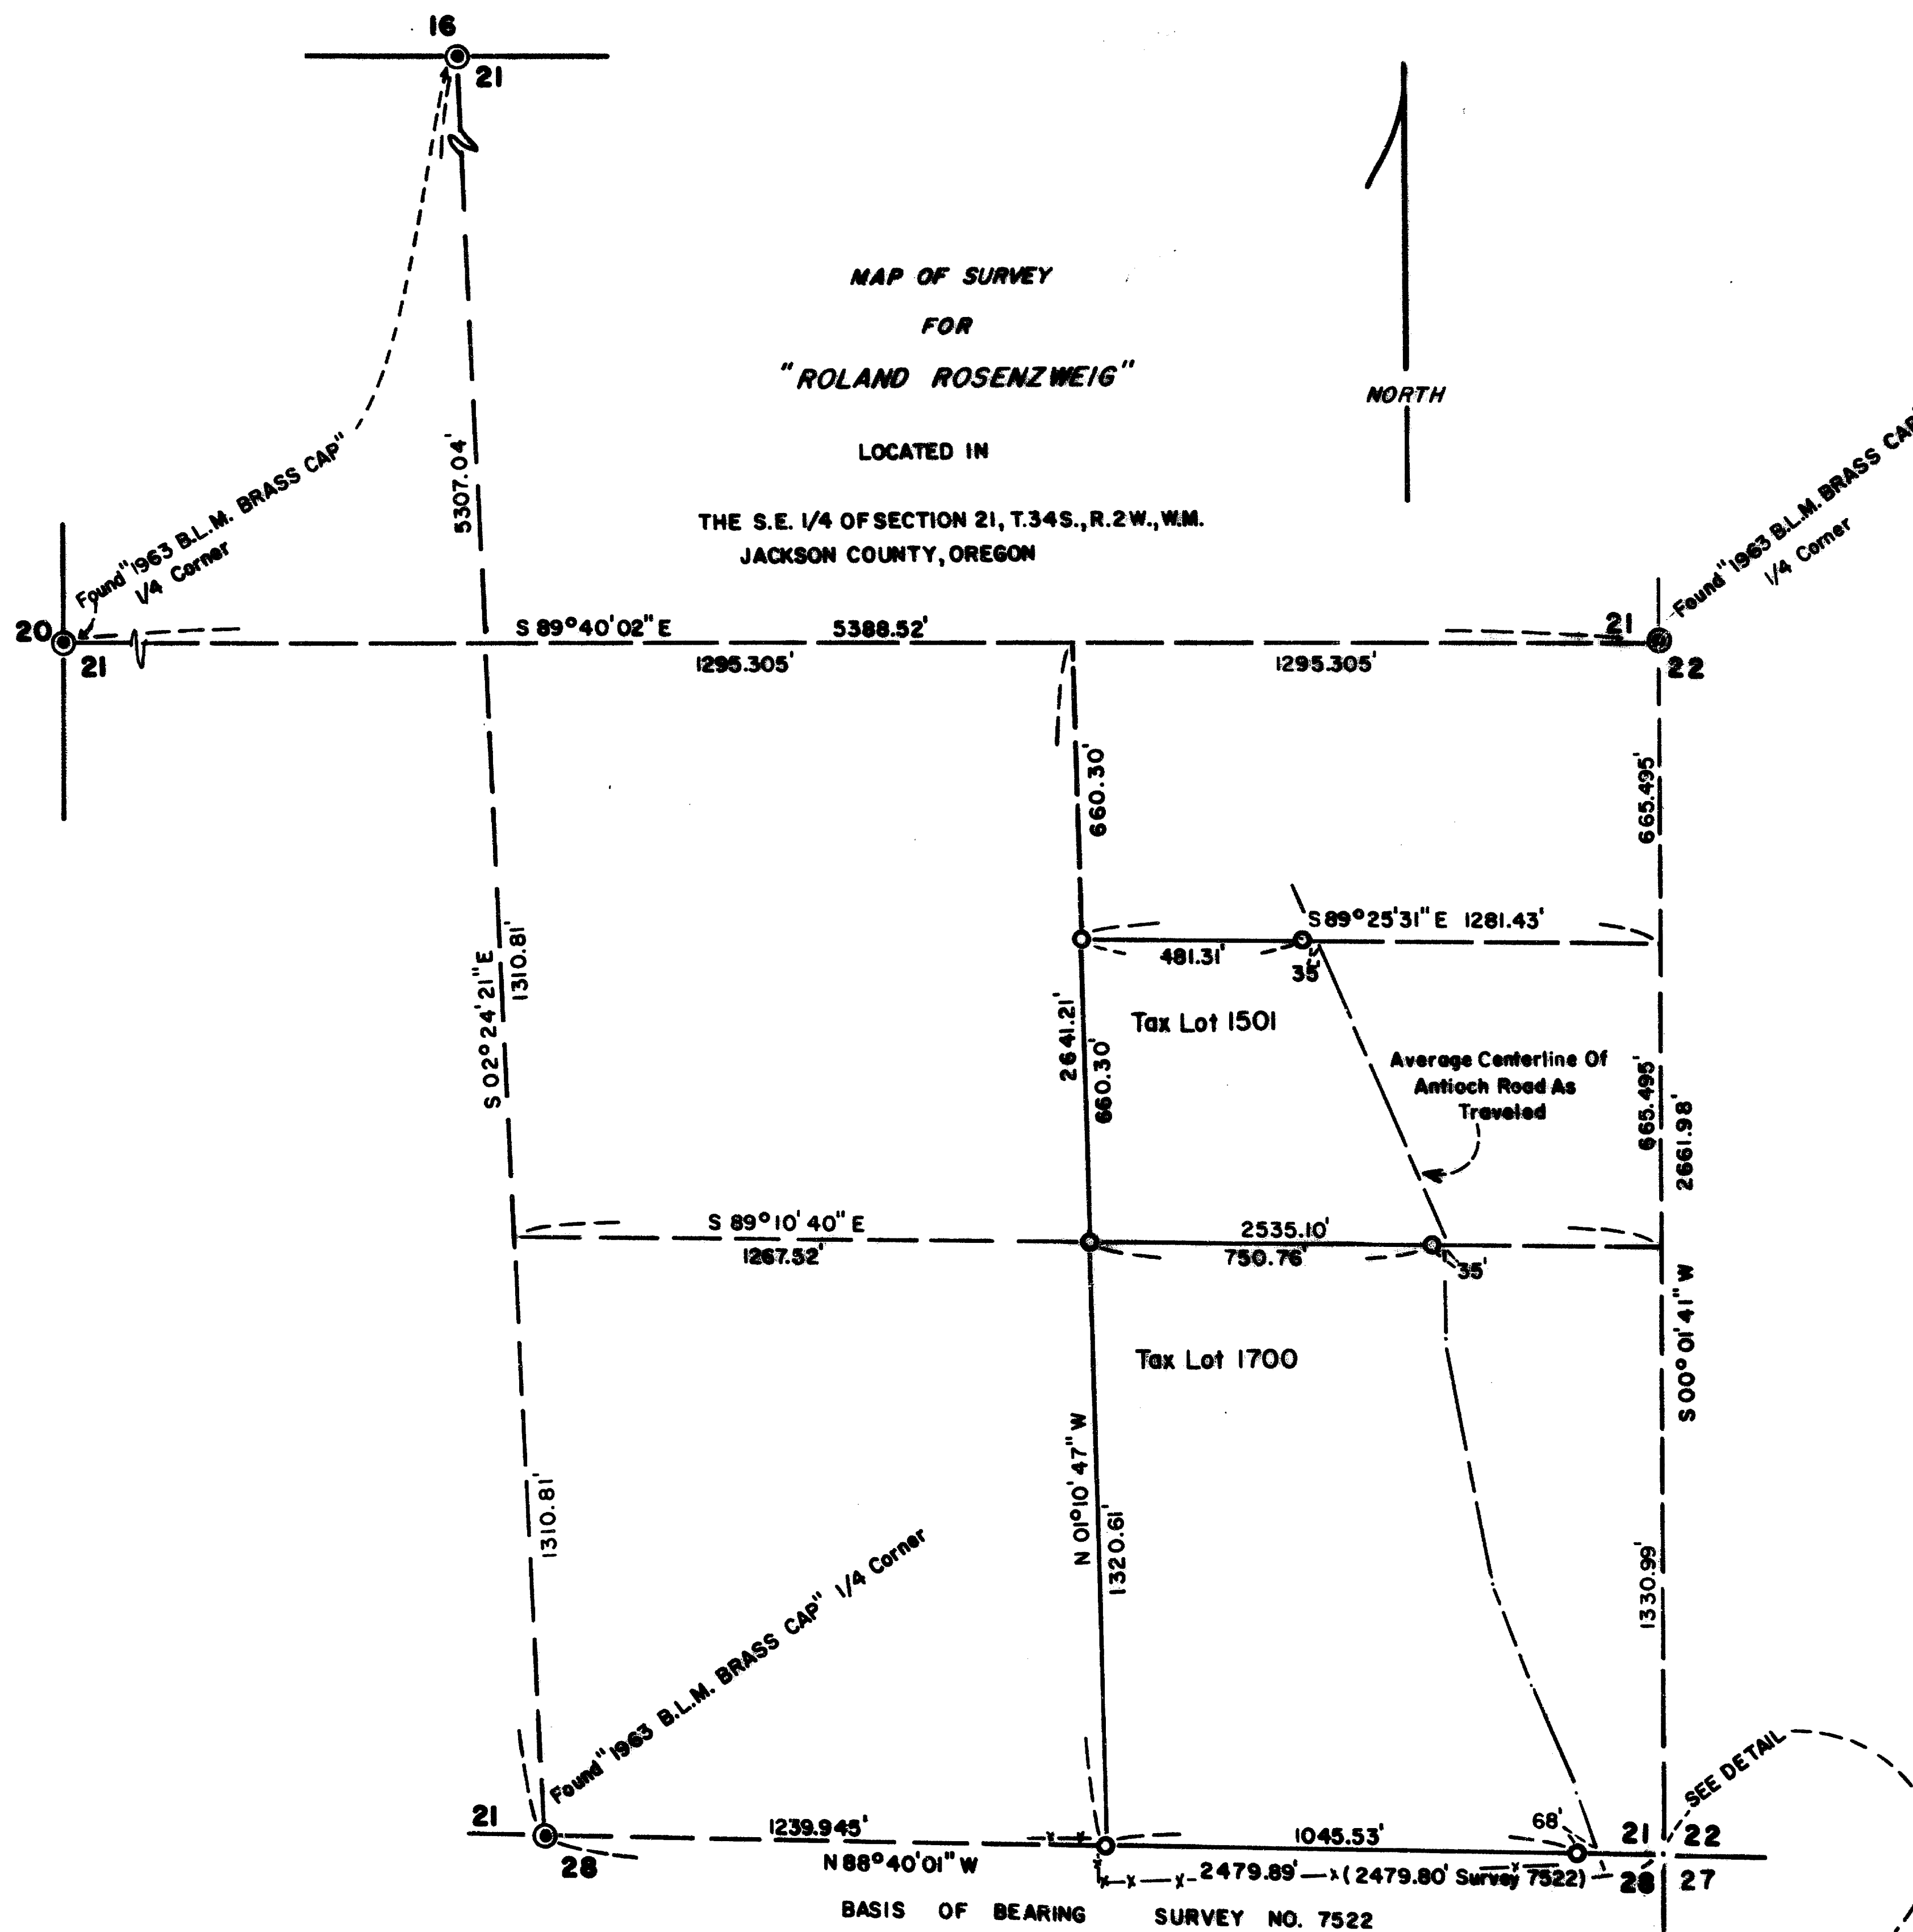 16
21
MAP OF SURVEY
FOR
"ROLAND ROSENZWEIG"
LOCATED IN
THE S.E. 1/4 OF SECTION 21, T.34S., R.2W., W.M.
JACKSON COUNTY, OREGON
NORTH
5307.04'
Found "1963 B.L.M. BRASS CAP"
1/4 Corner
Found "1963 B.L.M. BRASS CAP"
1/4 Corner
20
21
S 89°40'02" E 5388.52'
1295.305' 1295.305'
21
22
660.30'
665.495'
S 89°25'31" E 1281.43'
481.31'
35'
S 02°24'21" E
1310.81'
2641.21'
660.30'
Tax Lot 1501
Average Centerline Of
Antioch Road As
Traveled
665.495'
2661.98'
S 89°10'40" E 2535.10'
1267.52' 750.76'
35'
S 00°01'41" W
Tax Lot 1700
N 01°10'47" W
1320.61'
1310.81'
1330.99'
Found "1963 B.L.M. BRASS CAP" 1/4 Corner
SEE DETAIL
21
28
1239.945' 1045.53'
68'
21 22
N 88°40'01" W
2479.89' (2479.80' Survey 7522)
28 27
BASIS OF BEARING SURVEY NO. 7522